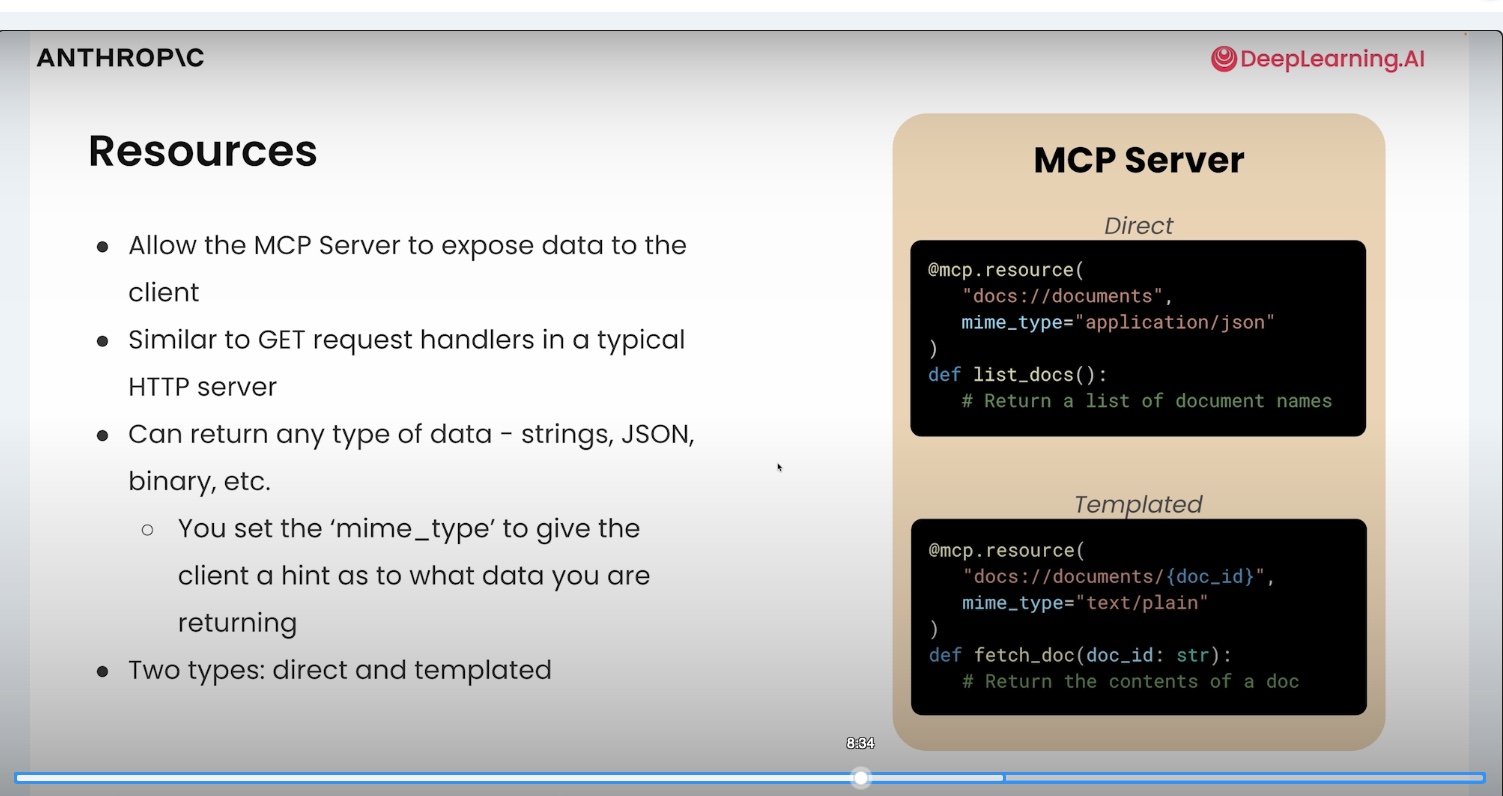 ANTHROP\C
DeepLearning.AI
Resources
● Allow the MCP Server to expose data to the
client
● Similar to GET request handlers in a typical
HTTP server
● Can return any type of data - strings, JSON,
binary, etc.
○ You set the ‘mime_type’ to give the
client a hint as to what data you are
returning
● Two types: direct and templated
MCP Server
Direct
@mcp.resource(
"docs://documents",
mime_type="application/json"
)
def list_docs():
# Return a list of document names
Templated
@mcp.resource(
"docs://documents/{doc_id}",
mime_type="text/plain"
)
def fetch_doc(doc_id: str):
# Return the contents of a doc
8:34